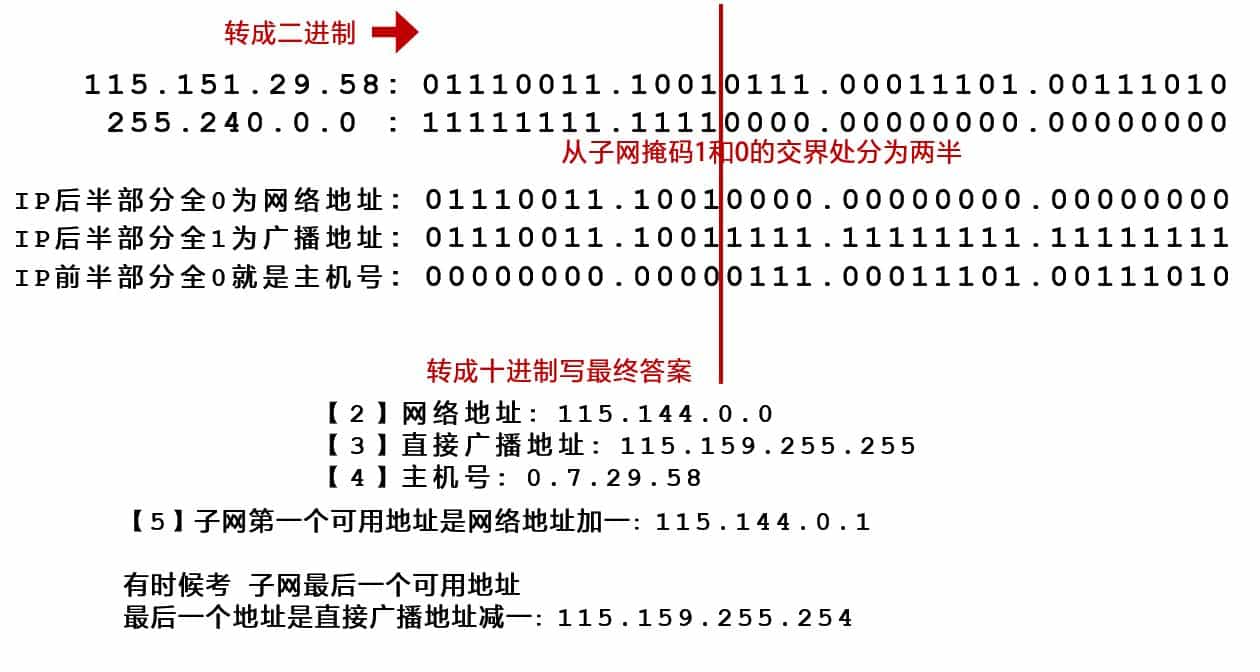 转成二进制
115.151.29.58: 01110011.10010111.00011101.00111010
255.240.0.0 : 11111111.11110000.00000000.00000000
从子网掩码1和0的交界处分为两半
IP后半部分全0为网络地址: 01110011.10010000.00000000.00000000
IP后半部分全1为广播地址: 01110011.10011111.11111111.11111111
IP前半部分全0就是主机号: 00000000.00000111.00011101.00111010
转成十进制写最终答案
【2】网络地址: 115.144.0.0
【3】直接广播地址: 115.159.255.255
【4】主机号: 0.7.29.58
【5】子网第一个可用地址是网络地址加一: 115.144.0.1
有时候考 子网最后一个可用地址
最后一个地址是直接广播地址减一: 115.159.255.254